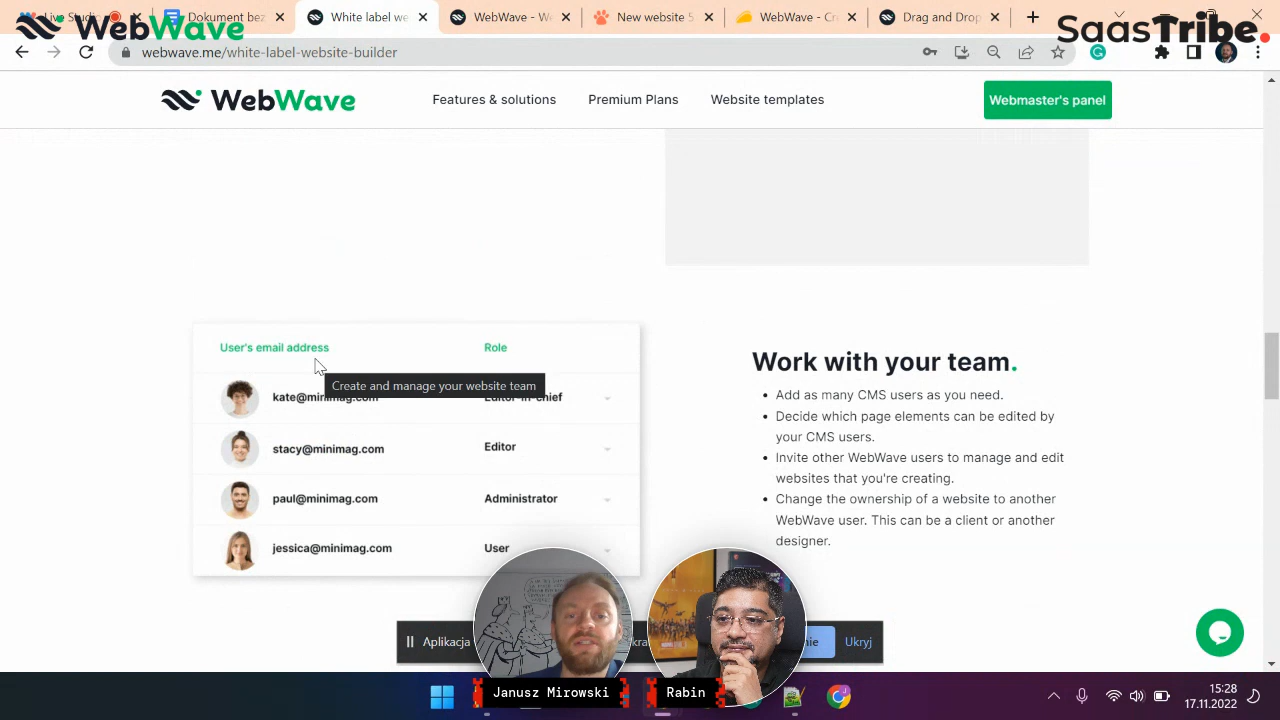 Live Studio
Dokument bez
White label we
WebWave - W
New website S
WebWave - Cre
Drag and Drop
WebWave
SaasTribe.
webwave.me/white-label-website-builder
WebWave
Features & solutions
Premium Plans
Website templates
Webmaster's panel
User's email address
Role
Create and manage your website team
kate@minimag.com
Editor-in-chief
stacy@minimag.com
Editor
paul@minimag.com
Administrator
jessica@minimag.com
User
Work with your team.
Add as many CMS users as you need.
Decide which page elements can be edited by
your CMS users.
Invite other WebWave users to manage and edit
websites that you're creating.
Change the ownership of a website to another
WebWave user. This can be a client or another
designer.
Aplikacja
Ukryj
Janusz Mirowski
Rabin
15:28
17.11.2022